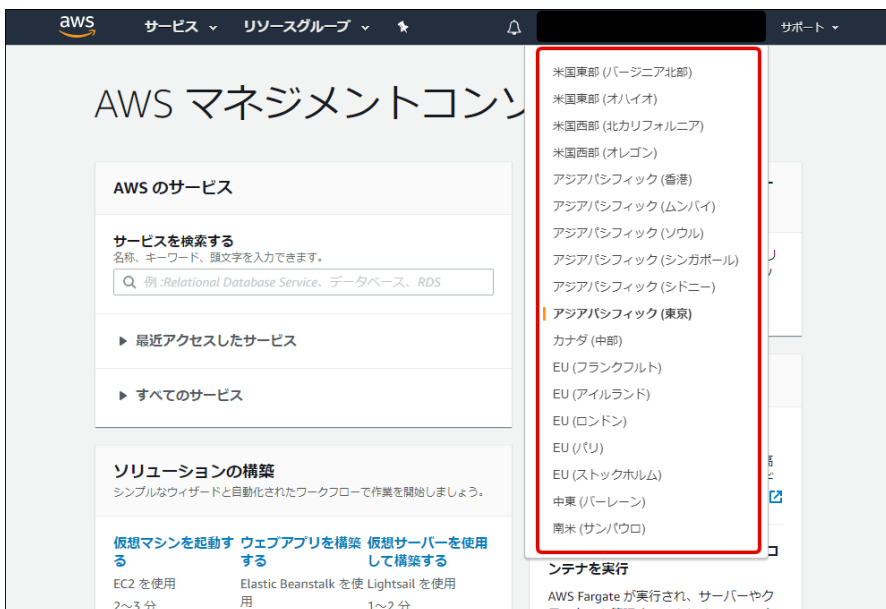 aws サービス リソースグループ サポート
AWS マネジメントコンソ
AWS のサービス
サービスを検索する
名称、キーワード、頭文字を入力できます。
例 :Relational Database Service、データベース、RDS
最近アクセスしたサービス
すべてのサービス
ソリューションの構築
シンプルなウィザードと自動化されたワークフローで作業を開始しましょう。
仮想マシンを起動す
る
EC2 を使用
2~3 分
ウェブアプリを構築
する
Elastic Beanstalk を使
用
仮想サーバーを使用
して構築する
Lightsail を使用
1~2 分
米国東部 (バージニア北部)
米国東部 (オハイオ)
米国西部 (北カリフォルニア)
米国西部 (オレゴン)
アジアパシフィック (香港)
アジアパシフィック (ムンバイ)
アジアパシフィック (ソウル)
アジアパシフィック (シンガポール)
アジアパシフィック (シドニー)
アジアパシフィック (東京)
カナダ (中部)
EU (フランクフルト)
EU (アイルランド)
EU (ロンドン)
EU (パリ)
EU (ストックホルム)
中東 (バーレーン)
南米 (サンパウロ)
ンテナを実行
AWS Fargate が実行され、サーバーやク